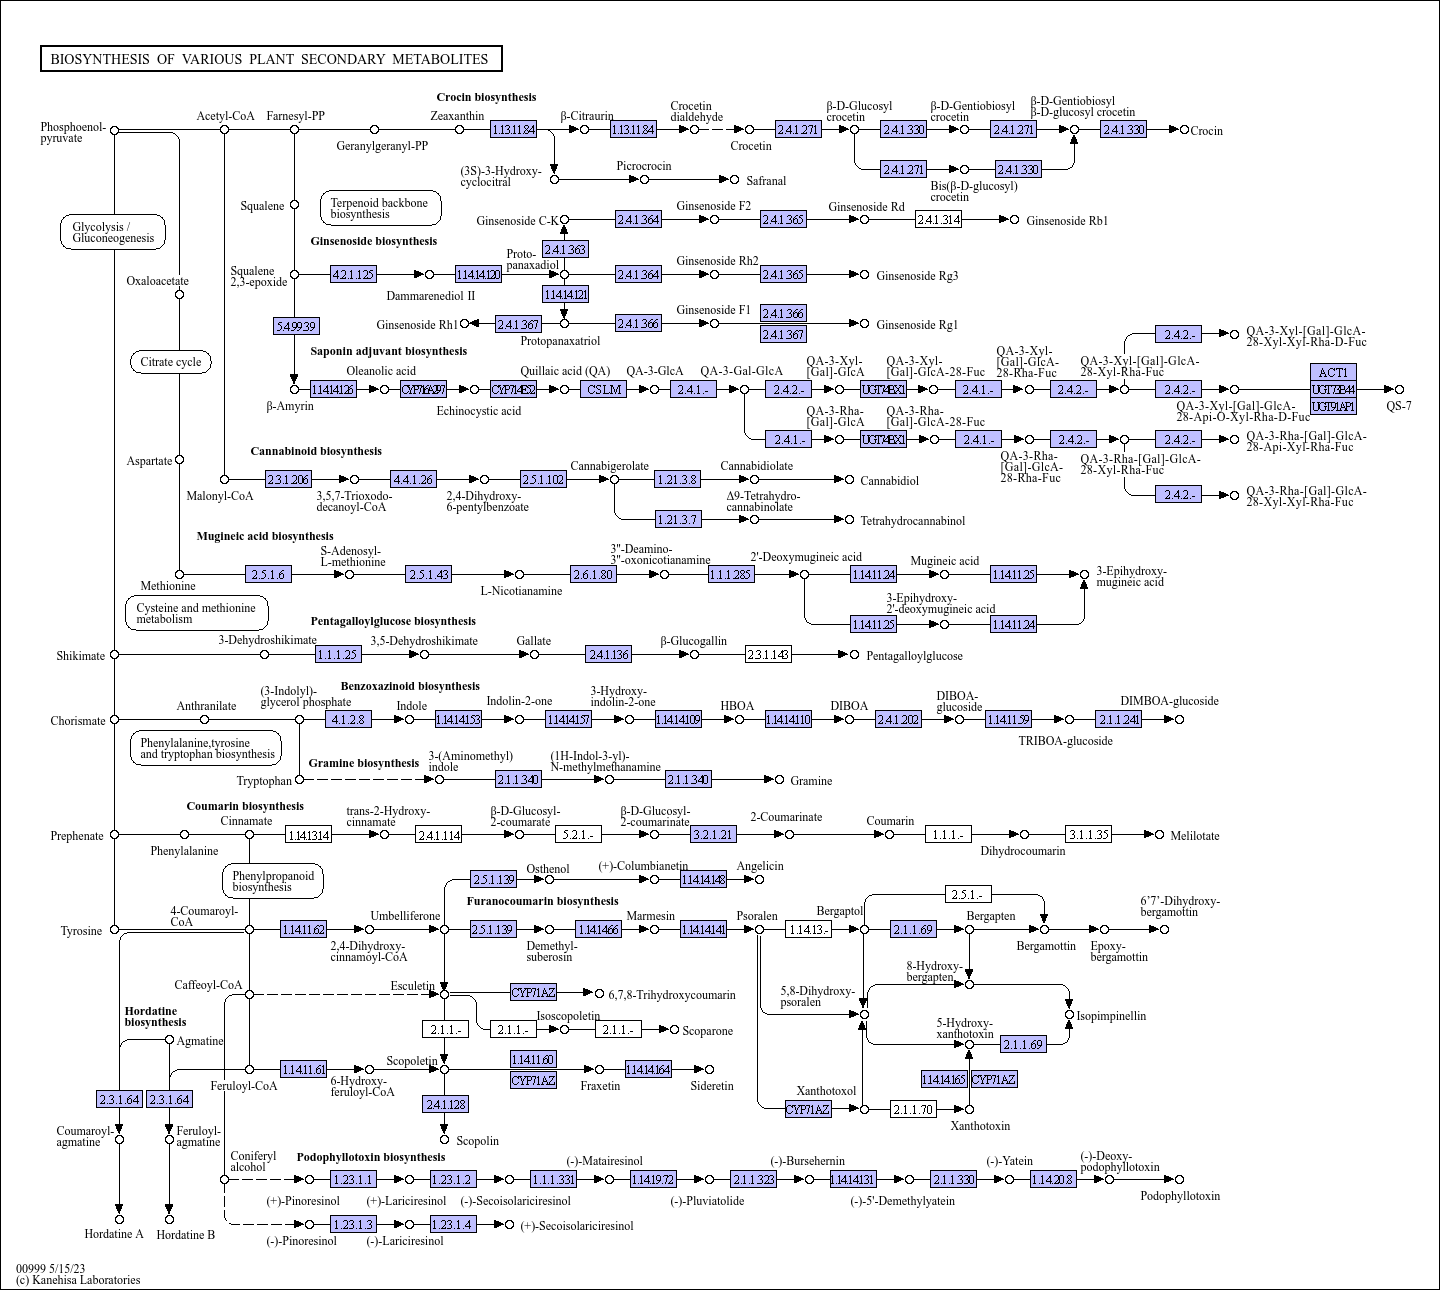 BIOSYNTHESIS OF VARIOUS PLANT SECONDARY METABOLITES
Crocin biosynthesis
Phosphoenol-
pyruvate
Acetyl-CoA
Farnesyl-PP
Geranylgeranyl-PP
Zeaxanthin
1.13.11.84
β-Citraurin
1.13.11.84
Crocetin
dialdehyde
Crocetin
2.4.1.271
β-D-Glucosyl
crocetin
2.4.1.330
β-D-Gentiobiosyl
crocetin
2.4.1.271
β-D-Gentiobiosyl
β-D-glucosyl crocetin
2.4.1.330
Crocin
2.4.1.271
2.4.1.330
Bis(β-D-glucosyl)
crocetin
(3S)-3-Hydroxy-
cyclocitral
Picrocrocin
Safranal
Terpenoid backbone
biosynthesis
Squalene
Glycolysis /
Gluconeogenesis
Ginsenoside biosynthesis
Ginsenoside C-K
2.4.1.364
Ginsenoside F2
2.4.1.365
Ginsenoside Rd
2.4.1.314
Ginsenoside Rb1
2.4.1.363
Squalene
2,3-epoxide
4.2.1.125
Dammarenediol II
1.14.14.120
Proto-
panaxadiol
2.4.1.364
Ginsenoside Rh2
2.4.1.365
Ginsenoside Rg3
1.14.14.121
Oxaloacetate
5.4.99.39
Ginsenoside Rh1
2.4.1.367
Protopanaxatriol
2.4.1.366
Ginsenoside F1
2.4.1.366
2.4.1.367
Ginsenoside Rg1
Citrate cycle
Saponin adjuvant biosynthesis
β-Amyrin
1.14.14.126
Oleanolic acid
CYP716A297
Echinocystic acid
CYP714E52
Quillaic acid (QA)
CSLM
QA-3-GlcA
2.4.1.-
QA-3-Gal-GlcA
2.4.2.-
QA-3-Xyl-
[Gal]-GlcA
UGT74BX1
QA-3-Xyl-
[Gal]-GlcA-28-Fuc
2.4.1.-
QA-3-Xyl-
[Gal]-GlcA-
28-Rha-Fuc
2.4.2.-
QA-3-Xyl-[Gal]-GlcA-
28-Xyl-Rha-Fuc
2.4.2.-
QA-3-Xyl-[Gal]-GlcA-
28-Xyl-Xyl-Rha-D-Fuc
2.4.2.-
QA-3-Xyl-[Gal]-GlcA-
28-Api-O-Xyl-Rha-D-Fuc
ACT1
UGT73B44
UGT91AP1
QS-7
2.4.1.-
QA-3-Rha-
[Gal]-GlcA
UGT74BX1
QA-3-Rha-
[Gal]-GlcA-28-Fuc
2.4.1.-
QA-3-Rha-
[Gal]-GlcA-
28-Rha-Fuc
2.4.2.-
QA-3-Rha-[Gal]-GlcA-
28-Xyl-Rha-Fuc
2.4.2.-
QA-3-Rha-[Gal]-GlcA-
28-Api-Xyl-Rha-Fuc
2.4.2.-
QA-3-Rha-[Gal]-GlcA-
28-Xyl-Xyl-Rha-Fuc
Cannabinoid biosynthesis
Aspartate
Malonyl-CoA
2.3.1.206
3,5,7-Trioxodo-
decanoyl-CoA
4.4.1.26
2,4-Dihydroxy-
6-pentylbenzoate
2.5.1.102
Cannabigerolate
1.21.3.8
Cannabidiolate
Cannabidiol
1.21.3.7
Δ9-Tetrahydro-
cannabinolate
Tetrahydrocannabinol
Mugineic acid biosynthesis
Methionine
2.5.1.6
S-Adenosyl-
L-methionine
2.5.1.43
L-Nicotianamine
2.6.1.80
3"-Deamino-
3"-oxonicotianamine
1.1.1.285
2'-Deoxymugineic acid
1.14.11.24
Mugineic acid
1.14.11.25
3-Epihydroxy-
mugineic acid
1.14.11.25
3-Epihydroxy-
2'-deoxymugineic acid
1.14.11.24
Cysteine and methionine
metabolism
Pentagalloylglucose biosynthesis
Shikimate
3-Dehydroshikimate
1.1.1.25
3,5-Dehydroshikimate
Gallate
2.4.1.136
β-Glucogallin
2.3.1.143
Pentagalloylglucose
Benzoxazinoid biosynthesis
Chorismate
Anthranilate
(3-Indolyl)-
glycerol phosphate
4.1.2.8
Indole
1.14.14.153
Indolin-2-one
1.14.14.157
3-Hydroxy-
indolin-2-one
1.14.14.109
HBOA
1.14.14.110
DIBOA
2.4.1.202
DIBOA-
glucoside
1.14.11.59
TRIBOA-glucoside
2.1.1.241
DIMBOA-glucoside
Phenylalanine,tyrosine
and tryptophan biosynthesis
Gramine biosynthesis
Tryptophan
3-(Aminomethyl)
indole
2.1.1.340
(1H-Indol-3-yl)-
N-methylmethanamine
2.1.1.340
Gramine
Coumarin biosynthesis
Prephenate
Phenylalanine
Cinnamate
1.14.13.14
trans-2-Hydroxy-
cinnamate
2.4.1.114
β-D-Glucosyl-
2-coumarate
5.2.1.-
β-D-Glucosyl-
2-coumarinate
3.2.1.21
2-Coumarinate
Coumarin
1.1.1.-
Dihydrocoumarin
3.1.1.35
Melilotate
Phenylpropanoid
biosynthesis
2.5.1.139
Osthenol
(+)-Columbianetin
1.14.14.148
Angelicin
Furanocoumarin biosynthesis
Tyrosine
4-Coumaroyl-
CoA
1.14.11.62
2,4-Dihydroxy-
cinnamoyl-CoA
Umbelliferone
2.5.1.139
Demethyl-
suberosin
1.14.14.66
Marmesin
1.14.14.141
Psoralen
1.14.13.-
Bergaptol
2.5.1.-
2.1.1.69
Bergapten
Bergamottin
Epoxy-
bergamottin
6’7’-Dihydroxy-
bergamottin
Caffeoyl-CoA
Esculetin
CYP71AZ
6,7,8-Trihydroxycoumarin
5,8-Dihydroxy-
psoralen
8-Hydroxy-
bergapten
Isopimpinellin
Hordatine
biosynthesis
Agmatine
2.1.1.-
2.1.1.-
Isoscopoletin
2.1.1.-
Scoparone
5-Hydroxy-
xanthotoxin
2.1.1.69
Feruloyl-CoA
1.14.11.61
6-Hydroxy-
feruloyl-CoA
Scopoletin
1.14.11.60
CYP71AZ
Fraxetin
1.14.14.164
Sideretin
1.14.14.165
CYP71AZ
2.3.1.64
2.3.1.64
2.4.1.128
Scopolin
Xanthotoxol
CYP71AZ
2.1.1.70
Xanthotoxin
Coumaroyl-
agmatine
Feruloyl-
agmatine
Hordatine A
Hordatine B
Podophyllotoxin biosynthesis
Coniferyl
alcohol
(+)-Pinoresinol
1.23.1.1
(+)-Lariciresinol
1.23.1.2
(-)-Secoisolariciresinol
1.1.1.331
(-)-Matairesinol
1.14.19.72
(-)-Pluviatolide
2.1.1.323
(-)-Bursehernin
1.14.14.131
(-)-5'-Demethylyatein
2.1.1.330
(-)-Yatein
1.14.20.8
(-)-Deoxy-
podophyllotoxin
Podophyllotoxin
(-)-Pinoresinol
1.23.1.3
(-)-Lariciresinol
1.23.1.4
(+)-Secoisolariciresinol
00999 5/15/23
(c) Kanehisa Laboratories